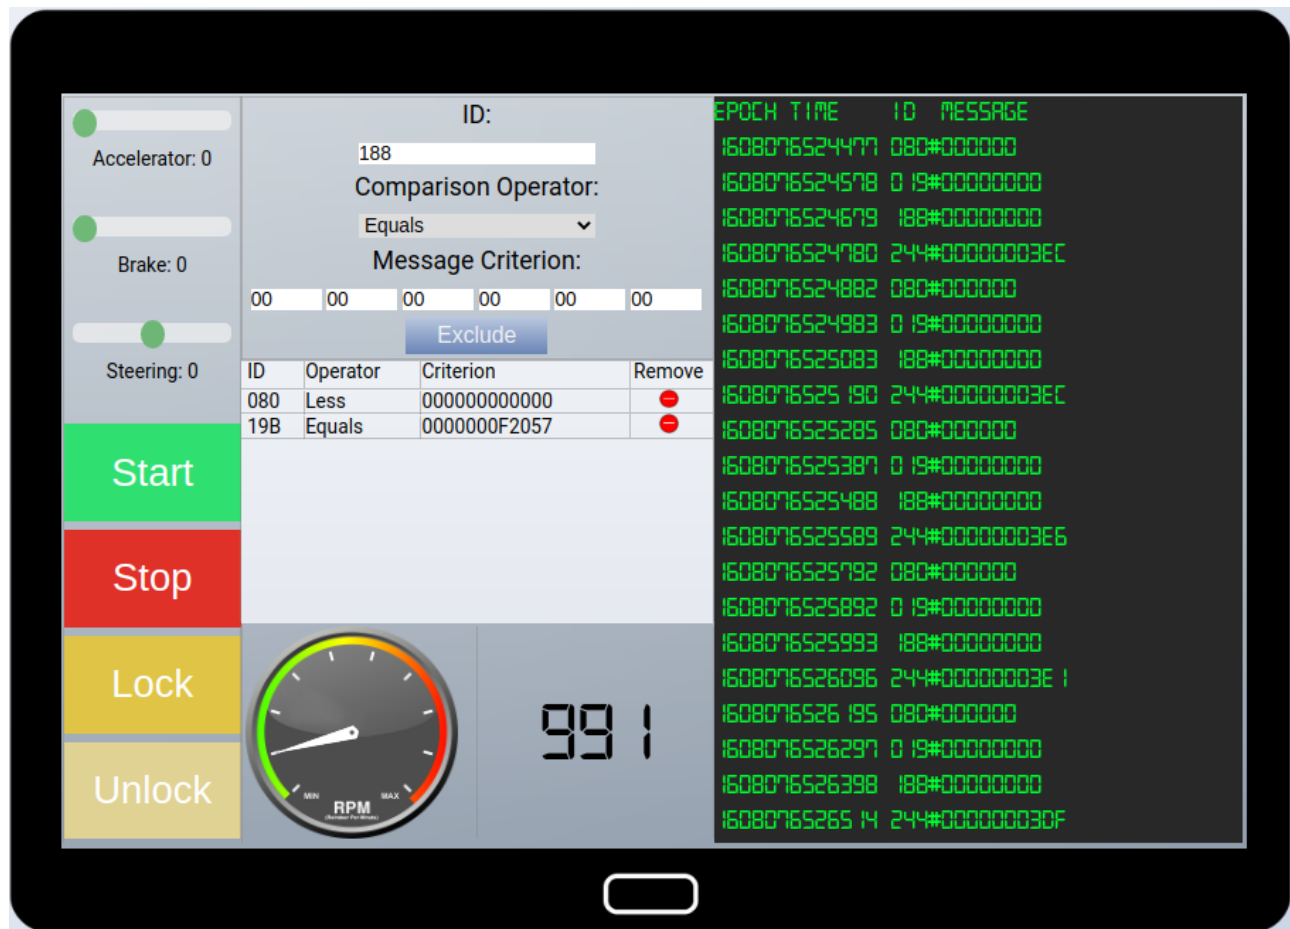 Accelerator: 0
Brake: 0
Steering: 0
Start
Stop
Lock
Unlock
ID:
188
Comparison Operator:
Equals
Message Criterion:
00 00 00 00 00 00
Exclude
ID Operator Criterion Remove
080 Less 000000000000
19B Equals 0000000F2057
MIN MAX
RPM
(Reindeer Per Minute)
991
EPOCH TIME ID MESSAGE
1608076524477 080#000000
1608076524578 019#00000000
1608076524679 188#00000000
1608076524780 244#00000003EC
1608076524882 080#000000
1608076524983 019#00000000
1608076525083 188#00000000
1608076525190 244#00000003EC
1608076525285 080#000000
1608076525387 019#00000000
1608076525488 188#00000000
1608076525589 244#00000003E6
1608076525792 080#000000
1608076525892 019#00000000
1608076525993 188#00000000
1608076526096 244#00000003E1
1608076526195 080#000000
1608076526297 019#00000000
1608076526398 188#00000000
1608076526514 244#00000003DF